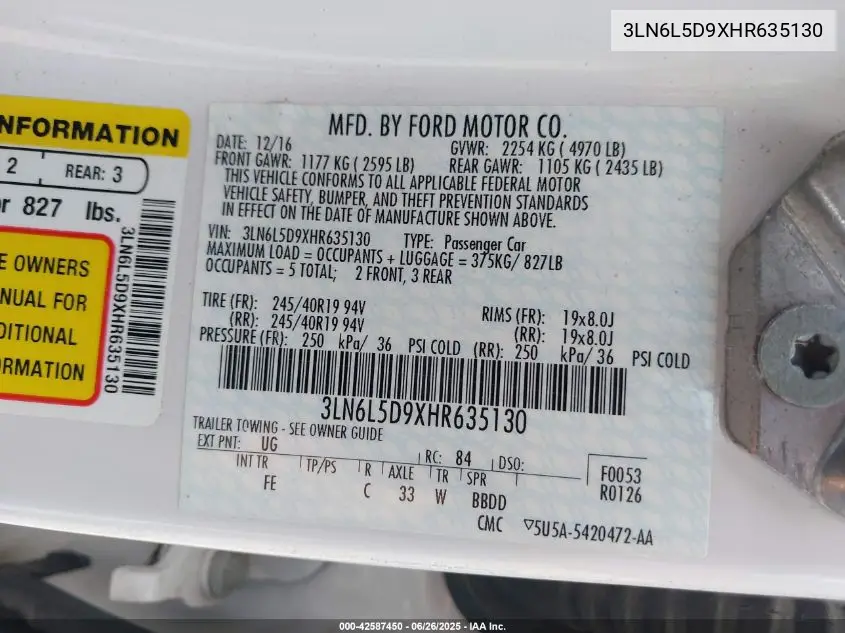 3LN6L5D9XHR635130
NFORMATION
2 REAR: 3
or 827 lbs.
E OWNERS
NUAL FOR
DITIONAL
ORMATION
3LN6L5D9XHR635130
MFD. BY FORD MOTOR CO.
DATE: 12/16 GVWR: 2254 KG ( 4970 LB)
FRONT GAWR: 1177 KG ( 2595 LB) REAR GAWR: 1105 KG ( 2435 LB)
THIS VEHICLE CONFORMS TO ALL APPLICABLE FEDERAL MOTOR
VEHICLE SAFETY, BUMPER, AND THEFT PREVENTION STANDARDS
IN EFFECT ON THE DATE OF MANUFACTURE SHOWN ABOVE.
VIN: 3LN6L5D9XHR635130 TYPE: Passenger Car
MAXIMUM LOAD = OCCUPANTS + LUGGAGE = 375KG/ 827LB
OCCUPANTS = 5 TOTAL; 2 FRONT, 3 REAR
TIRE (FR): 245/40R19 94V RIMS (FR): 19x8.0J
(RR): 245/40R19 94V (RR): 19x8.0J
PRESSURE (FR): 250 kPa/ 36 PSI COLD (RR): 250 kPa/ 36 PSI COLD
3LN6L5D9XHR635130
TRAILER TOWING - SEE OWNER GUIDE
EXT PNT: UG RC: 84 DSO:
INT TR TP/PS R AXLE TR SPR
FE C 33 W BBDD
F0053
R0126
CMC ▽5U5A-5420472-AA
000-42587450 | 06/26/2025 - IAA Inc.